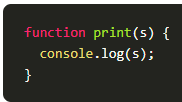 function print(s) {
  console.log(s);
}